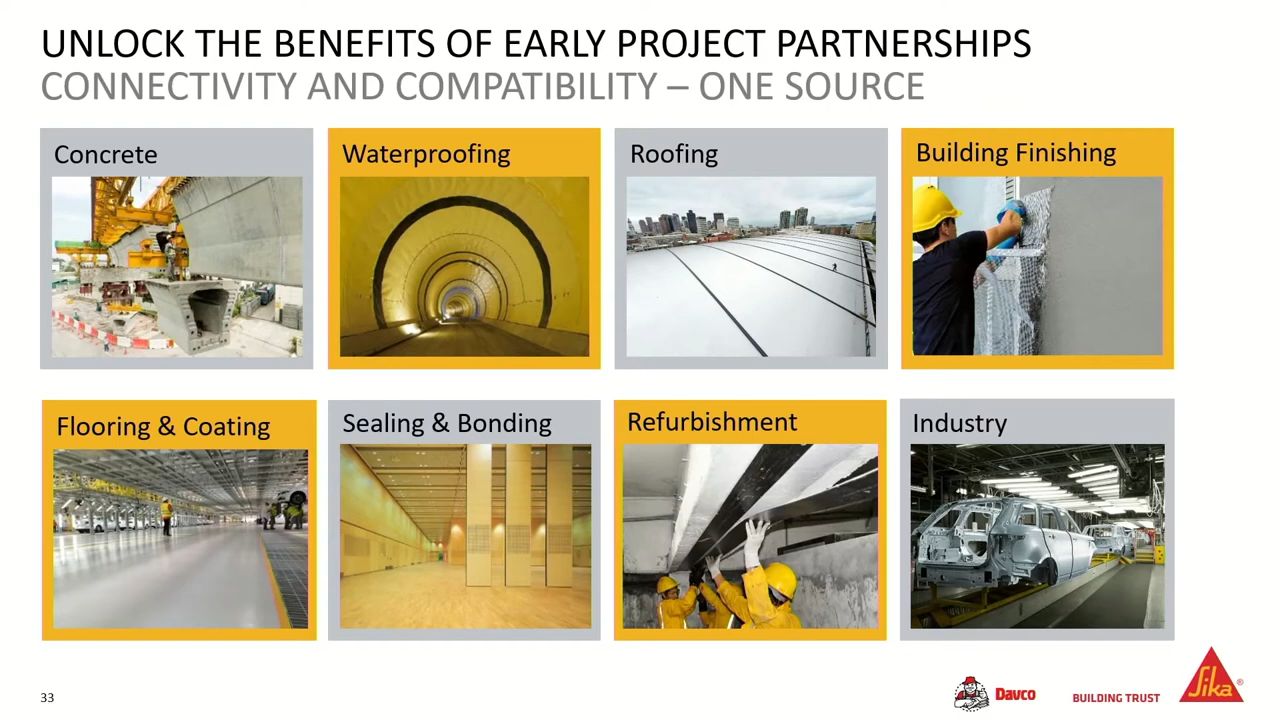 UNLOCK THE BENEFITS OF EARLY PROJECT PARTNERSHIPS
CONNECTIVITY AND COMPATIBILITY – ONE SOURCE
Concrete
Waterproofing
Roofing
Building Finishing
Flooring & Coating
Sealing & Bonding
Refurbishment
Industry
33
Davco
BUILDING TRUST
Sika®